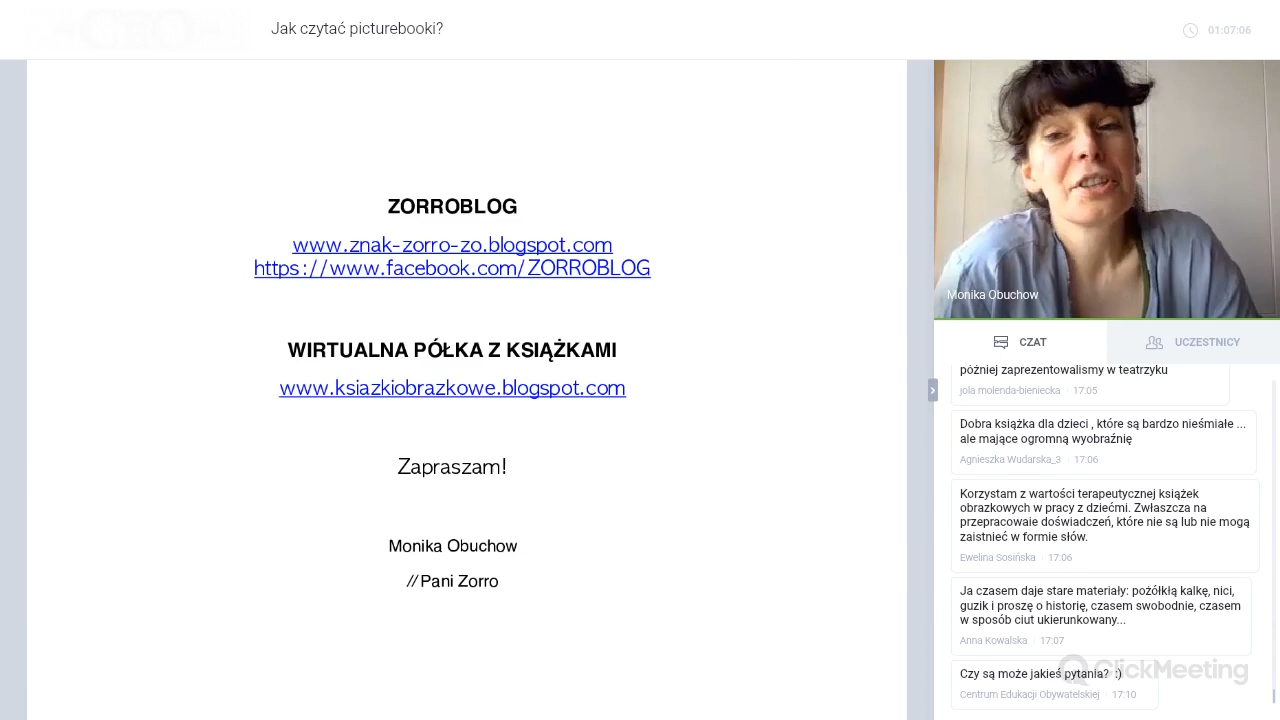 Jak czytać picturebooki?
01:07:06
ZORROBLOG
www.znak-zorro-zo.blogspot.com
https://www.facebook.com/ZORROBLOG
WIRTUALNA PÓŁKA Z KSIĄŻKAMI
www.ksiazkiobrazkowe.blogspot.com
Zapraszam!
Monika Obuchow
//Pani Zorro
Monika Obuchow
CZAT
UCZESTNICY
później zaprezentowalismy w teatrzyku
jola molenda-bieniecka 17:05
Dobra książka dla dzieci , które są bardzo nieśmiałe ...
ale mające ogromną wyobraźnię
Agnieszka Wudarska_3 17:06
Korzystam z wartości terapeutycznej książek
obrazkowych w pracy z dziećmi. Zwłaszcza na
przepracowaie doświadczeń, które nie są lub nie mogą
zaistnieć w formie słów.
Ewelina Sosińska 17:06
Ja czasem daje stare materiały: pożółkłą kalkę, nici,
guzik i proszę o historię, czasem swobodnie, czasem
w sposób ciut ukierunkowany...
Anna Kowalska 17:07
Czy są może jakieś pytania? :)
Centrum Edukacji Obywatelskiej 17:10
ClickMeeting